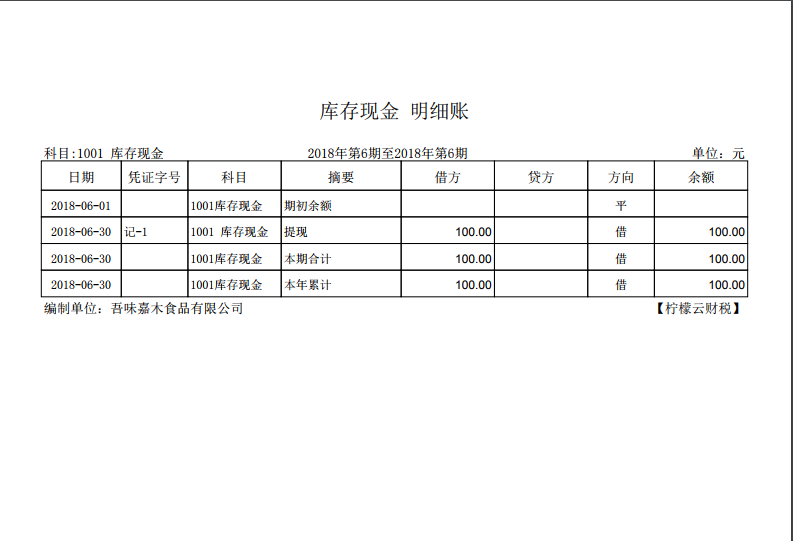 库存现金 明细账
科目:1001 库存现金 2018年第6期至2018年第6期 单位：元
日期 凭证字号 科目 摘要 借方 贷方 方向 余额
2018-06-01 1001库存现金 期初余额 平
2018-06-30 记-1 1001 库存现金 提现 100.00 借 100.00
2018-06-30 1001库存现金 本期合计 100.00 借 100.00
2018-06-30 1001库存现金 本年累计 100.00 借 100.00
编制单位：吾味嘉木食品有限公司 【柠檬云财税】